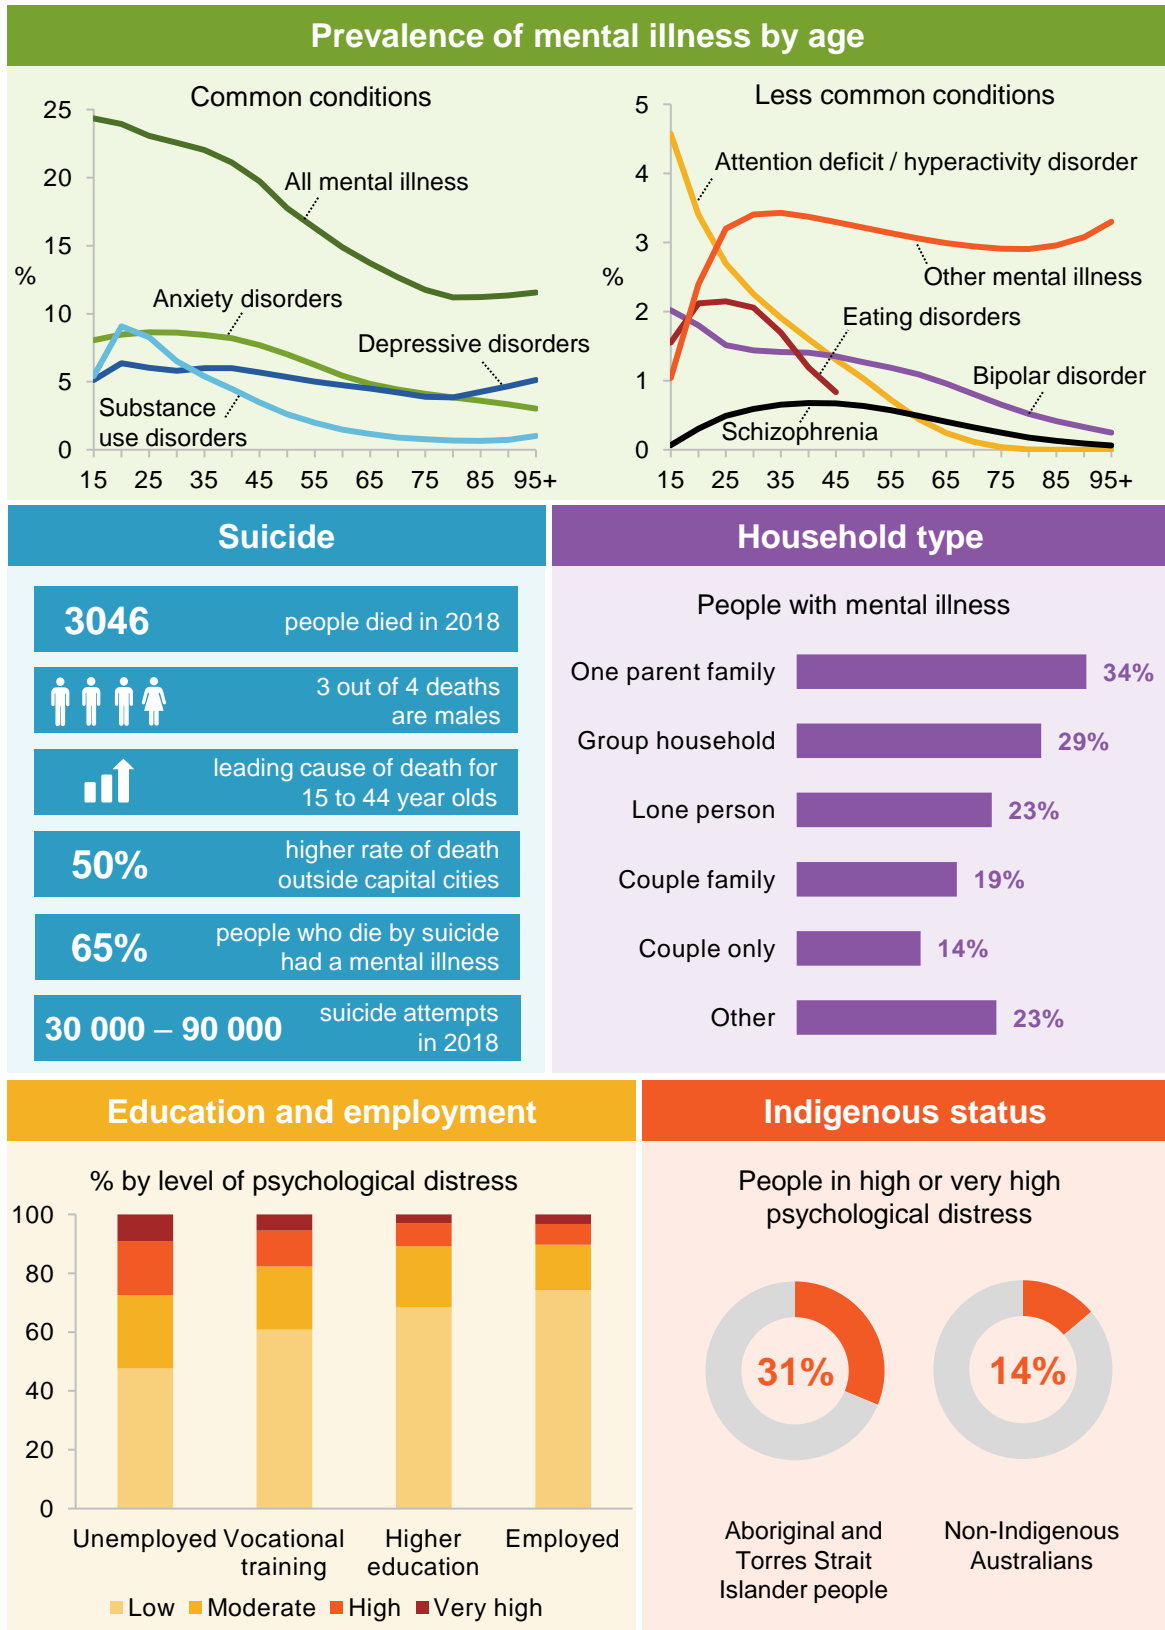 Prevalence of mental illness by age
Common conditions
25
20
15
10
5
0
%
All mental illness
Anxiety disorders
Depressive disorders
Substance
use disorders
15 25 35 45 55 65 75 85 95+
Less common conditions
5
4
3
2
1
0
%
Attention deficit / hyperactivity disorder
Other mental illness
Eating disorders
Bipolar disorder
Schizophrenia
15 25 35 45 55 65 75 85 95+
Suicide
3046
people died in 2018
3 out of 4 deaths
are males
leading cause of death for
15 to 44 year olds
50%
higher rate of death
outside capital cities
65%
people who die by suicide
had a mental illness
30 000 – 90 000
suicide attempts
in 2018
Household type
People with mental illness
One parent family 34%
Group household 29%
Lone person 23%
Couple family 19%
Couple only 14%
Other 23%
Education and employment
% by level of psychological distress
100
80
60
40
20
0
Unemployed
Vocational
training
Higher
education
Employed
Low Moderate High Very high
Indigenous status
People in high or very high
psychological distress
31%
14%
Aboriginal and
Torres Strait
Islander people
Non-Indigenous
Australians